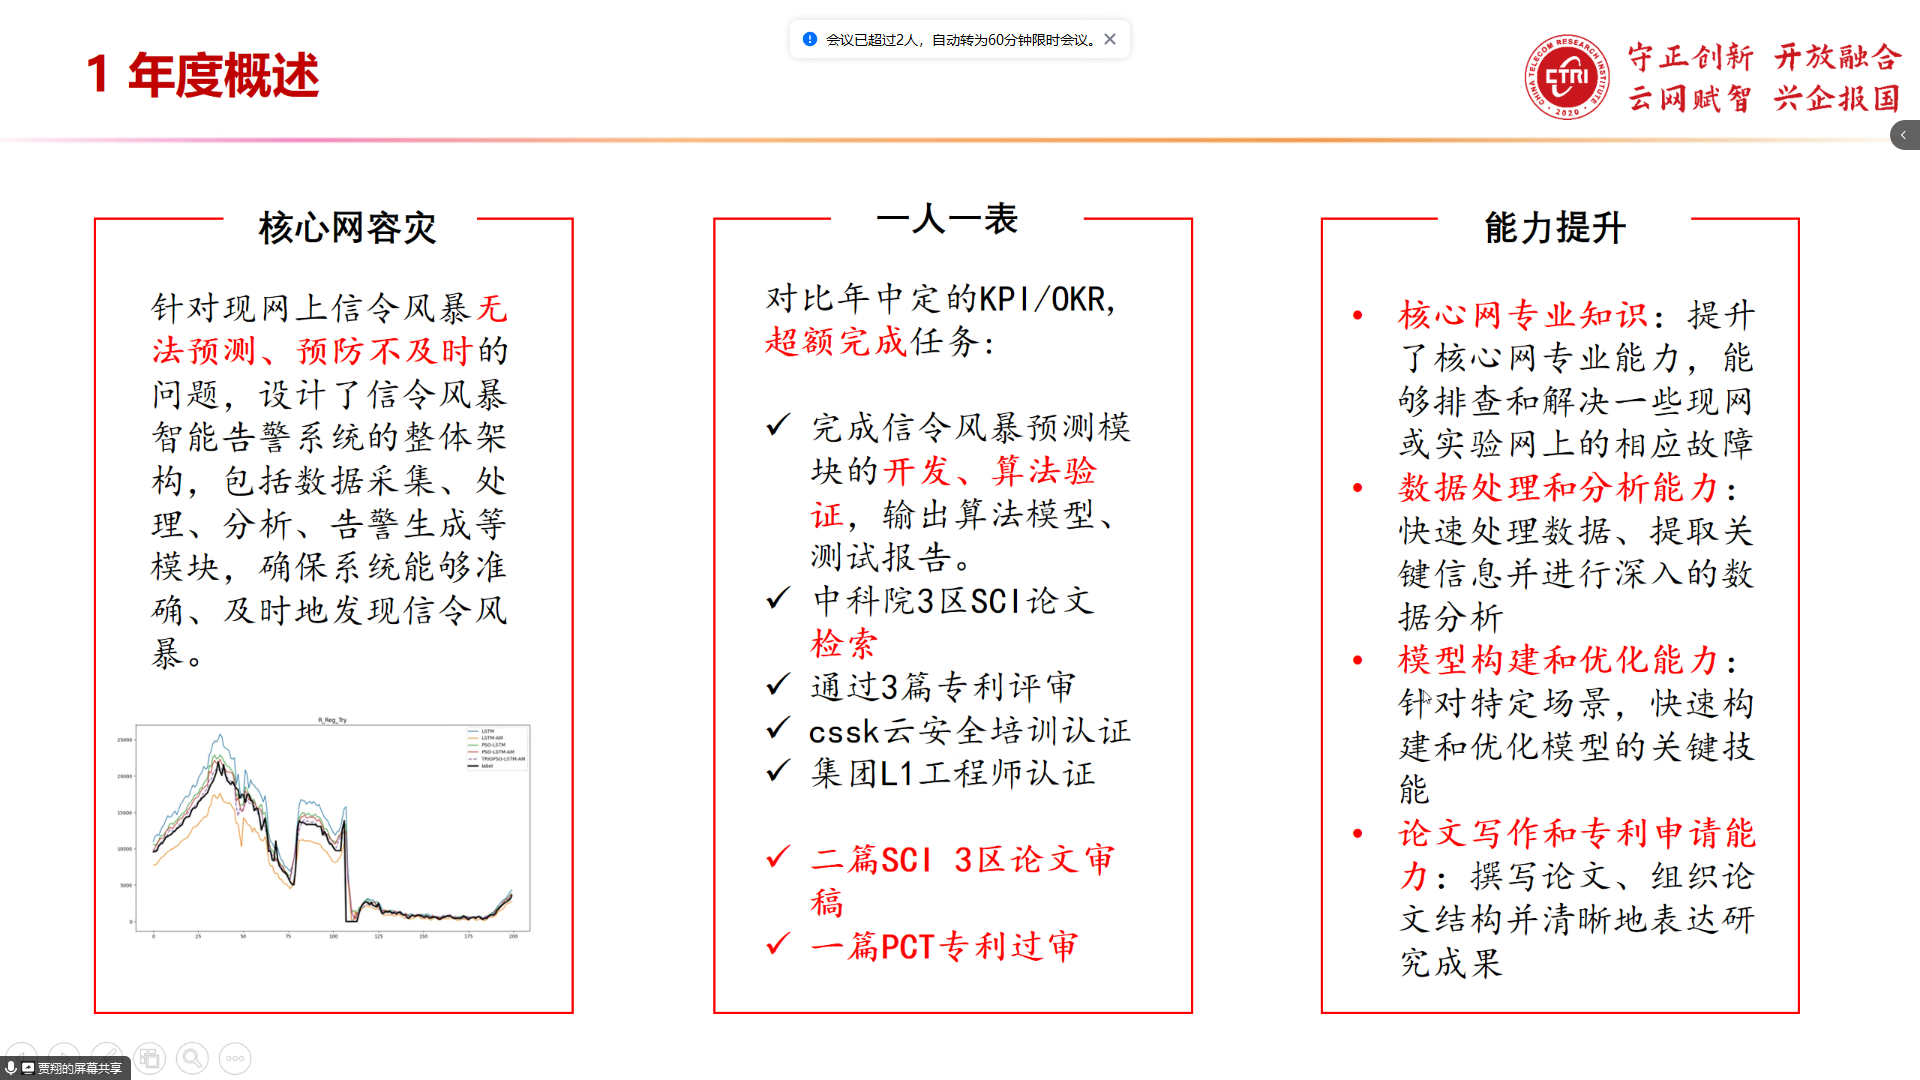 会议已超过2人，自动转为60分钟限时会议。
1 年度概述
CHINA TELECOM RESEARCH INSTITUTE
CTRI
2020
守正创新 开放融合
云网赋智 兴企报国
核心网容灾
针对现网上信令风暴无
法预测、预防不及时的
问题，设计了信令风暴
智能告警系统的整体架
构，包括数据采集、处
理、分析、告警生成等
模块，确保系统能够准
确、及时地发现信令风
暴。
R_Reg_Try
LSTM
LSTM-AM
PSO-LSTM
PSO-LSTM-AM
TRIGPSO-LSTM-AM
label
25000
20000
15000
10000
5000
0
0 25 50 75 100 125 150 175 200
一人一表
对比年中定的KPI/OKR,
超额完成任务:
✓ 完成信令风暴预测模
块的开发、算法验
证，输出算法模型、
测试报告。
✓ 中科院3区SCI论文
检索
✓ 通过3篇专利评审
✓ cssk云安全培训认证
✓ 集团L1工程师认证
✓ 二篇SCI 3区论文审
稿
✓ 一篇PCT专利过审
能力提升
• 核心网专业知识: 提升
了核心网专业能力，能
够排查和解决一些现网
或实验网上的相应故障
• 数据处理和分析能力:
快速处理数据、提取关
键信息并进行深入的数
据分析
• 模型构建和优化能力:
针对特定场景，快速构
建和优化模型的关键技
能
• 论文写作和专利申请能
力: 撰写论文、组织论
文结构并清晰地表达研
究成果
贾翔的屏幕共享